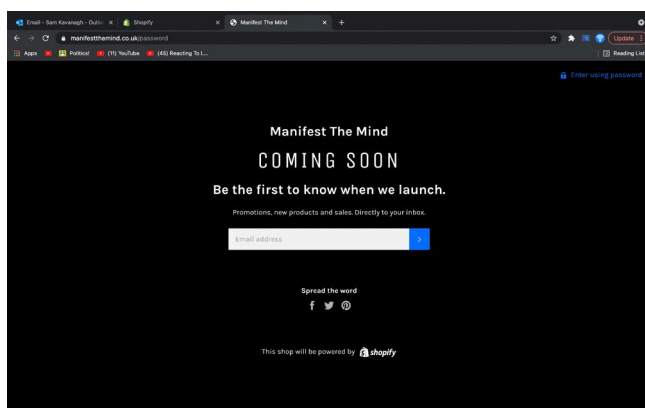 Email - Sam Kavanagh - Outlo
Shopify
Manifest The Mind
manifestthemind.co.uk/password
Update
Apps
Politics!
(11) YouTube
(45) Reacting To L...
Reading List
Enter using password
Manifest The Mind
COMING SOON
Be the first to know when we launch.
Promotions, new products and sales. Directly to your inbox.
Email address
Spread the word
This shop will be powered by shopify